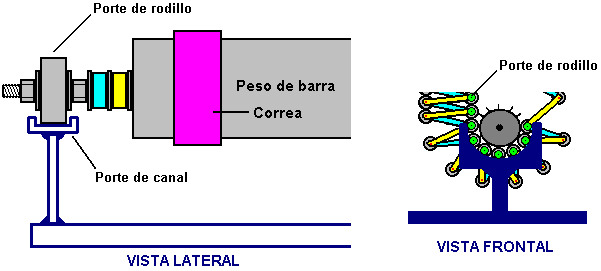 Porte de rodillo
Peso de barra
Correa
Porte de canal
VISTA LATERAL
Porte de rodillo
VISTA FRONTAL